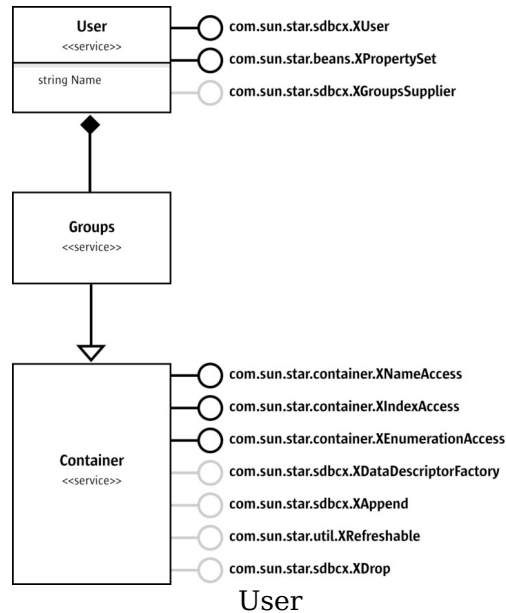 User
<<service>>
string Name
com.sun.star.sdbcx.XUser
com.sun.star.beans.XPropertySet
com.sun.star.sdbcx.XGroupsSupplier
Groups
<<service>>
Container
<<service>>
com.sun.star.container.XNameAccess
com.sun.star.container.XIndexAccess
com.sun.star.container.XEnumerationAccess
com.sun.star.sdbcx.XDataDescriptorFactory
com.sun.star.sdbcx.XAppend
com.sun.star.util.XRefreshable
com.sun.star.sdbcx.XDrop
User